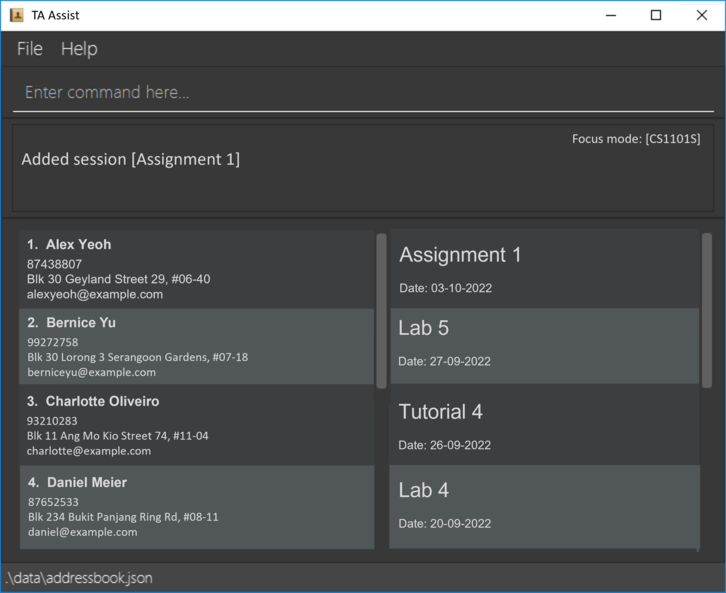 TA Assist
File Help
Enter command here...
Focus mode: [CS1101S]
Added session [Assignment 1]
1. Alex Yeoh
87438807
Blk 30 Geyland Street 29, #06-40
alexyeoh@example.com
2. Bernice Yu
99272758
Blk 30 Lorong 3 Serangoon Gardens, #07-18
berniceyu@example.com
3. Charlotte Oliveiro
93210283
Blk 11 Ang Mo Kio Street 74, #11-04
charlotte@example.com
4. Daniel Meier
87652533
Blk 234 Bukit Panjang Ring Rd, #08-11
daniel@example.com
Assignment 1
Date: 03-10-2022
Lab 5
Date: 27-09-2022
Tutorial 4
Date: 26-09-2022
Lab 4
Date: 20-09-2022
.\data\addressbook.json